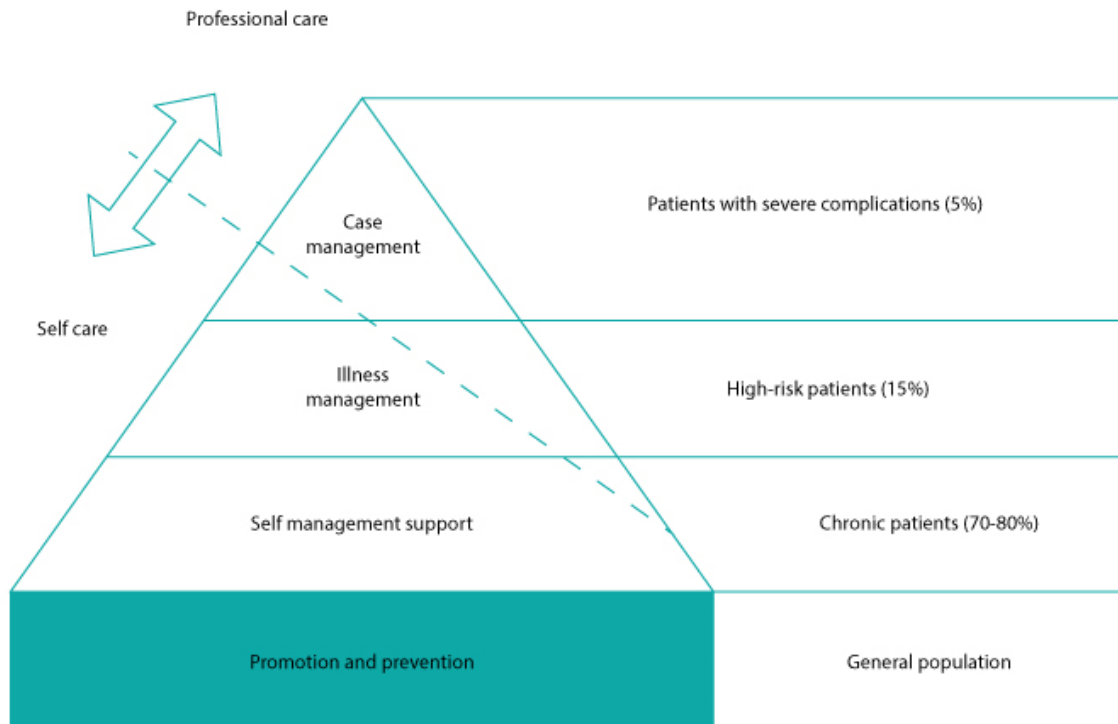 Professional care
Case
management
Patients with severe complications (5%)
Self care
Illness
management
High-risk patients (15%)
Self management support
Chronic patients (70-80%)
Promotion and prevention
General population